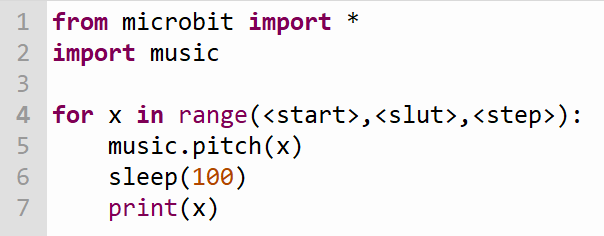 1 from microbit import *
2 import music
3
4 for x in range(<start>,<slut>,<step>):
5     music.pitch(x)
6     sleep(100)
7     print(x)